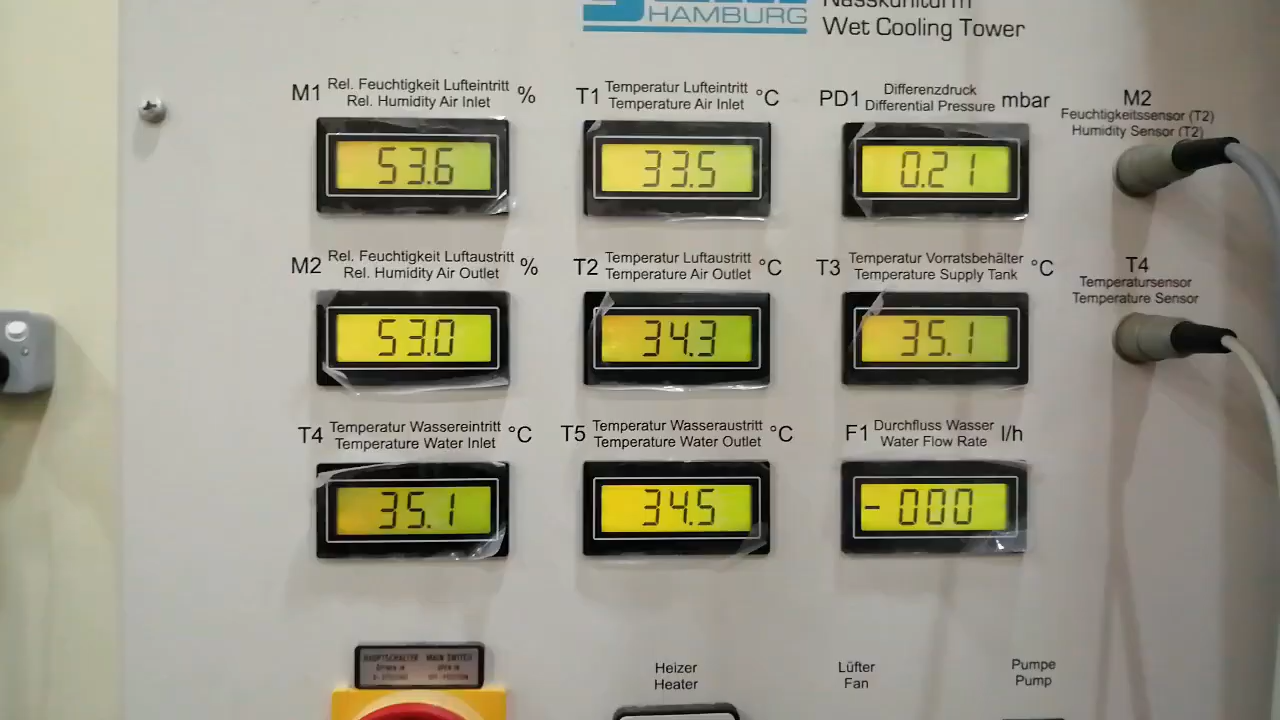 HAMBURG
Nasskühlturm
Wet Cooling Tower
M1 Rel. Feuchtigkeit Lufteintritt %
Rel. Humidity Air Inlet
53.6
T1 Temperatur Lufteintritt °C
Temperature Air Inlet
33.5
PD1 Differenzdruck mbar
Differential Pressure
0.21
M2
Feuchtigkeitssensor (T2)
Humidity Sensor (T2)
M2 Rel. Feuchtigkeit Luftaustritt %
Rel. Humidity Air Outlet
53.0
T2 Temperatur Luftaustritt °C
Temperature Air Outlet
34.3
T3 Temperatur Vorratsbehälter °C
Temperature Supply Tank
35.1
T4
Temperatursensor
Temperature Sensor
T4 Temperatur Wassereintritt °C
Temperature Water Inlet
35.1
T5 Temperatur Wasseraustritt °C
Temperature Water Outlet
34.5
F1 Durchfluss Wasser l/h
Water Flow Rate
-000
HAUPTSCHALTER MAIN SWITCH
Heizer
Heater
Lüfter
Fan
Pumpe
Pump